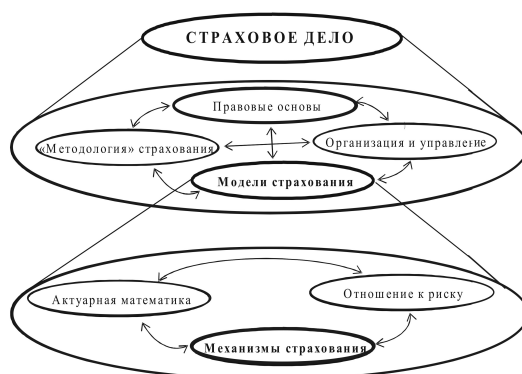 СТРАХОВОЕ ДЕЛО
Правовые основы
«Методология» страхования
Организация и управление
Модели страхования
Актуарная математика
Отношение к риску
Механизмы страхования